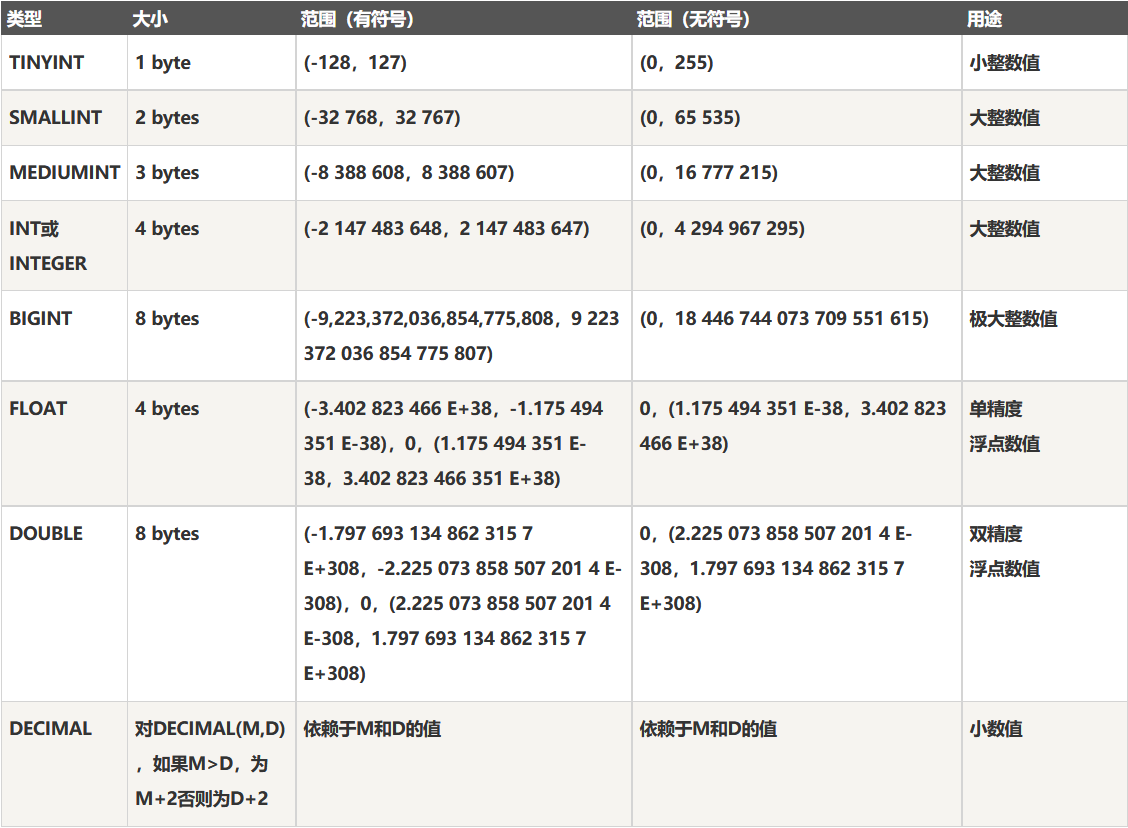 类型 大小 范围（有符号） 范围（无符号） 用途
TINYINT 1 byte (-128，127) (0，255) 小整数值
SMALLINT 2 bytes (-32 768，32 767) (0，65 535) 大整数值
MEDIUMINT 3 bytes (-8 388 608，8 388 607) (0，16 777 215) 大整数值
INT或 4 bytes (-2 147 483 648，2 147 483 647) (0，4 294 967 295) 大整数值
INTEGER
BIGINT 8 bytes (-9,223,372,036,854,775,808，9 223 (0，18 446 744 073 709 551 615) 极大整数值
372 036 854 775 807)
FLOAT 4 bytes (-3.402 823 466 E+38，-1.175 494 0，(1.175 494 351 E-38，3.402 823 单精度
351 E-38)，0，(1.175 494 351 E- 466 E+38) 浮点数值
38，3.402 823 466 351 E+38)
DOUBLE 8 bytes (-1.797 693 134 862 315 7 0，(2.225 073 858 507 201 4 E- 双精度
E+308，-2.225 073 858 507 201 4 E- 308，1.797 693 134 862 315 7 浮点数值
308)，0，(2.225 073 858 507 201 4 E+308)
E-308，1.797 693 134 862 315 7
E+308)
DECIMAL 对DECIMAL(M,D) 依赖于M和D的值 依赖于M和D的值 小数值
，如果M>D，为
M+2否则为D+2